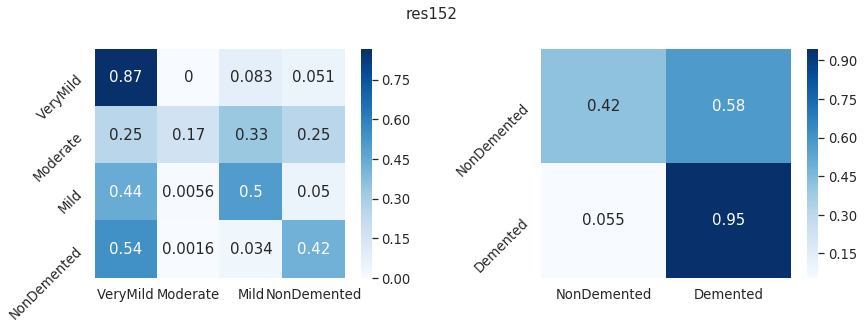 res152
VeryMild 0.87 0 0.083 0.051
Moderate 0.25 0.17 0.33 0.25
Mild 0.44 0.0056 0.5 0.05
NonDemented 0.54 0.0016 0.034 0.42
VeryMild Moderate Mild NonDemented
0.75
0.60
0.45
0.30
0.15
0.00
NonDemented 0.42 0.58
Demented 0.055 0.95
NonDemented Demented
0.90
0.75
0.60
0.45
0.30
0.15